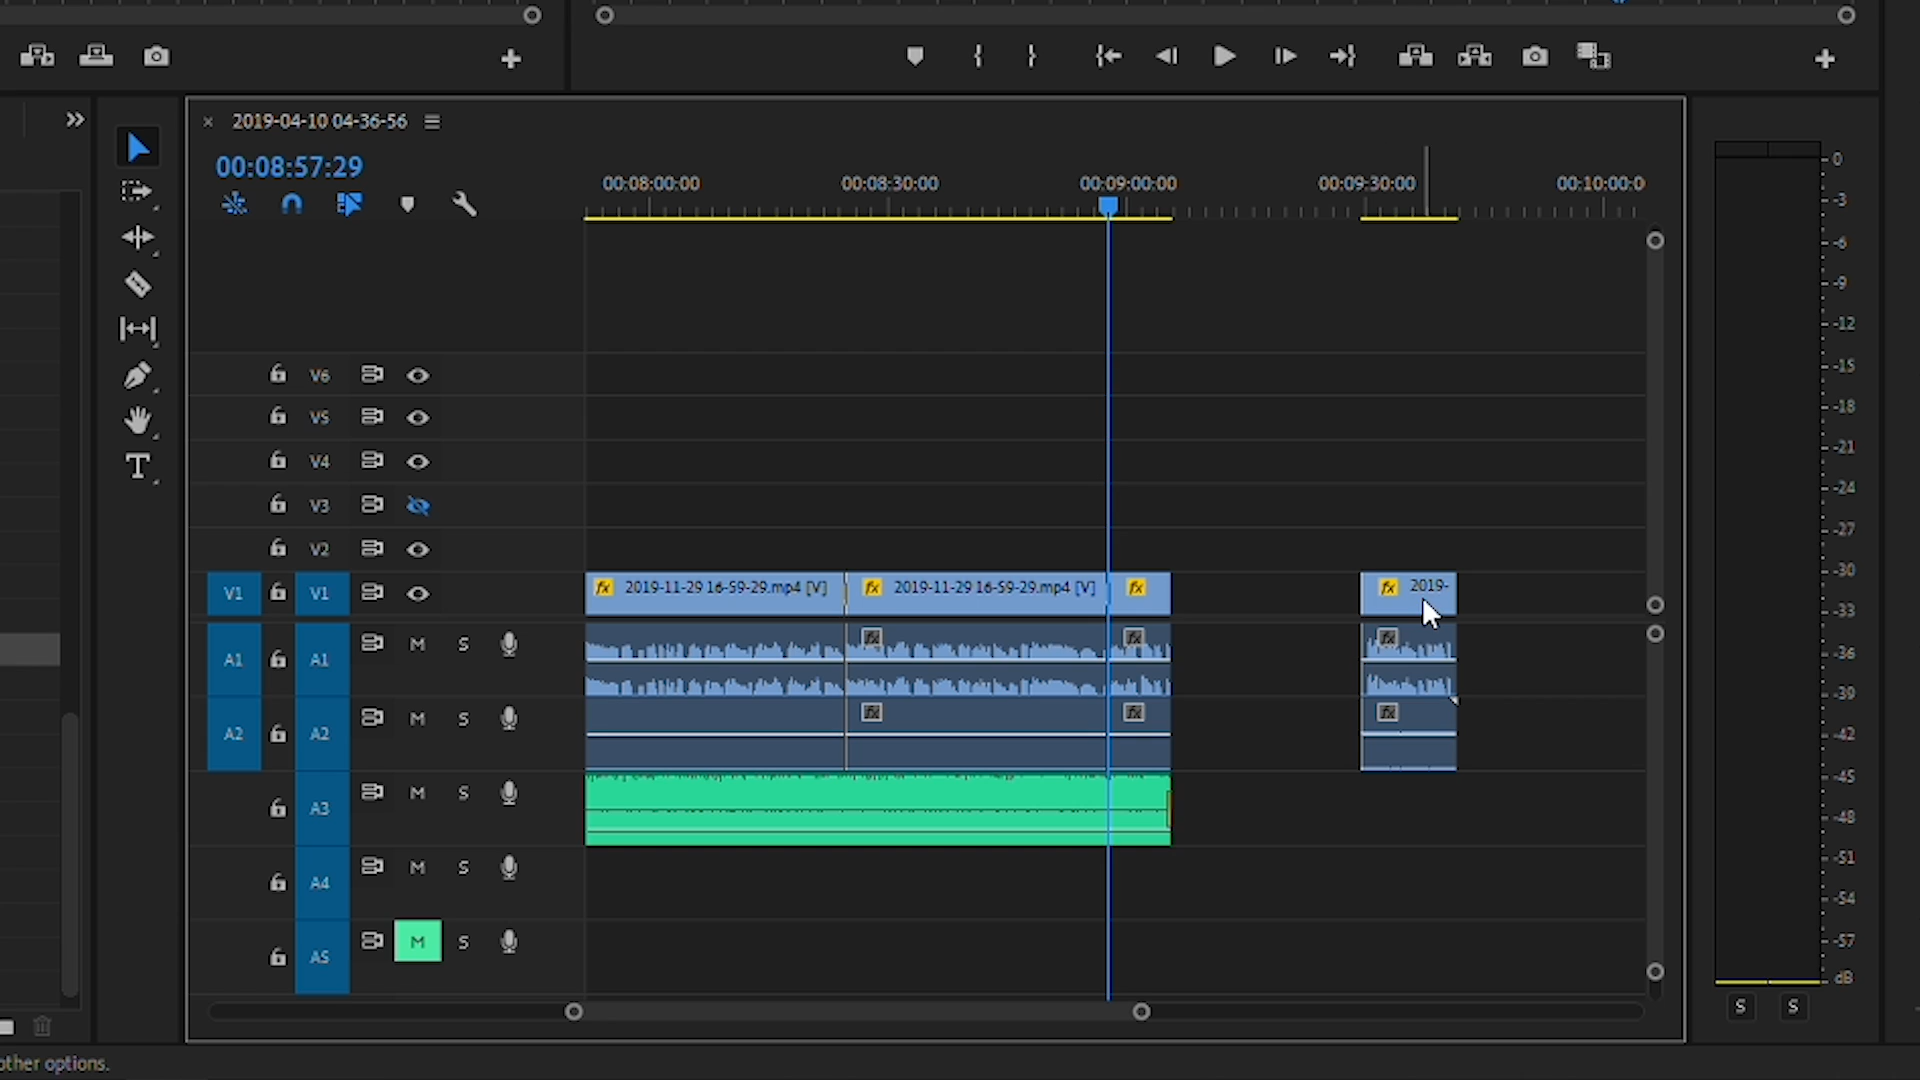 2019-04-10 04-36-56
00:08:57:29
00:08:00:00 00:08:30:00 00:09:00:00 00:09:30:00 00:10:00:0
0
-3
-6
-9
-12
-15
-18
-21
-24
-27
-30
-33
-36
-39
-42
-45
-48
-51
-54
-57
dB
V6
V5
V4
V3
V2
V1 V1 fx 2019-11-29 16-59-29.mp4 [V] fx 2019-11-29 16-59-29.mp4 [V] fx fx 2019-
A1 A1 M S fx fx fx
A2 A2 M S fx fx fx
A3 M S
A4 M S
A5 M S
S S
other options.